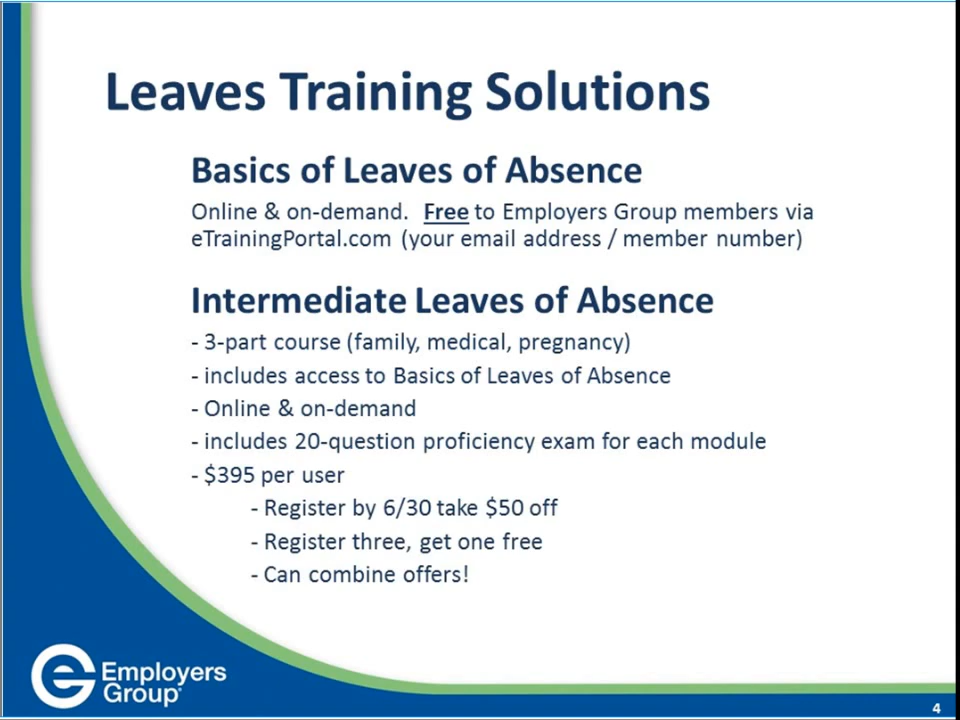 Leaves Training Solutions
Basics of Leaves of Absence
Online & on-demand.  Free to Employers Group members via
eTrainingPortal.com (your email address / member number)
Intermediate Leaves of Absence
- 3-part course (family, medical, pregnancy)
- includes access to Basics of Leaves of Absence
- Online & on-demand
- includes 20-question proficiency exam for each module
- $395 per user
- Register by 6/30 take $50 off
- Register three, get one free
- Can combine offers!
Employers
Group
4